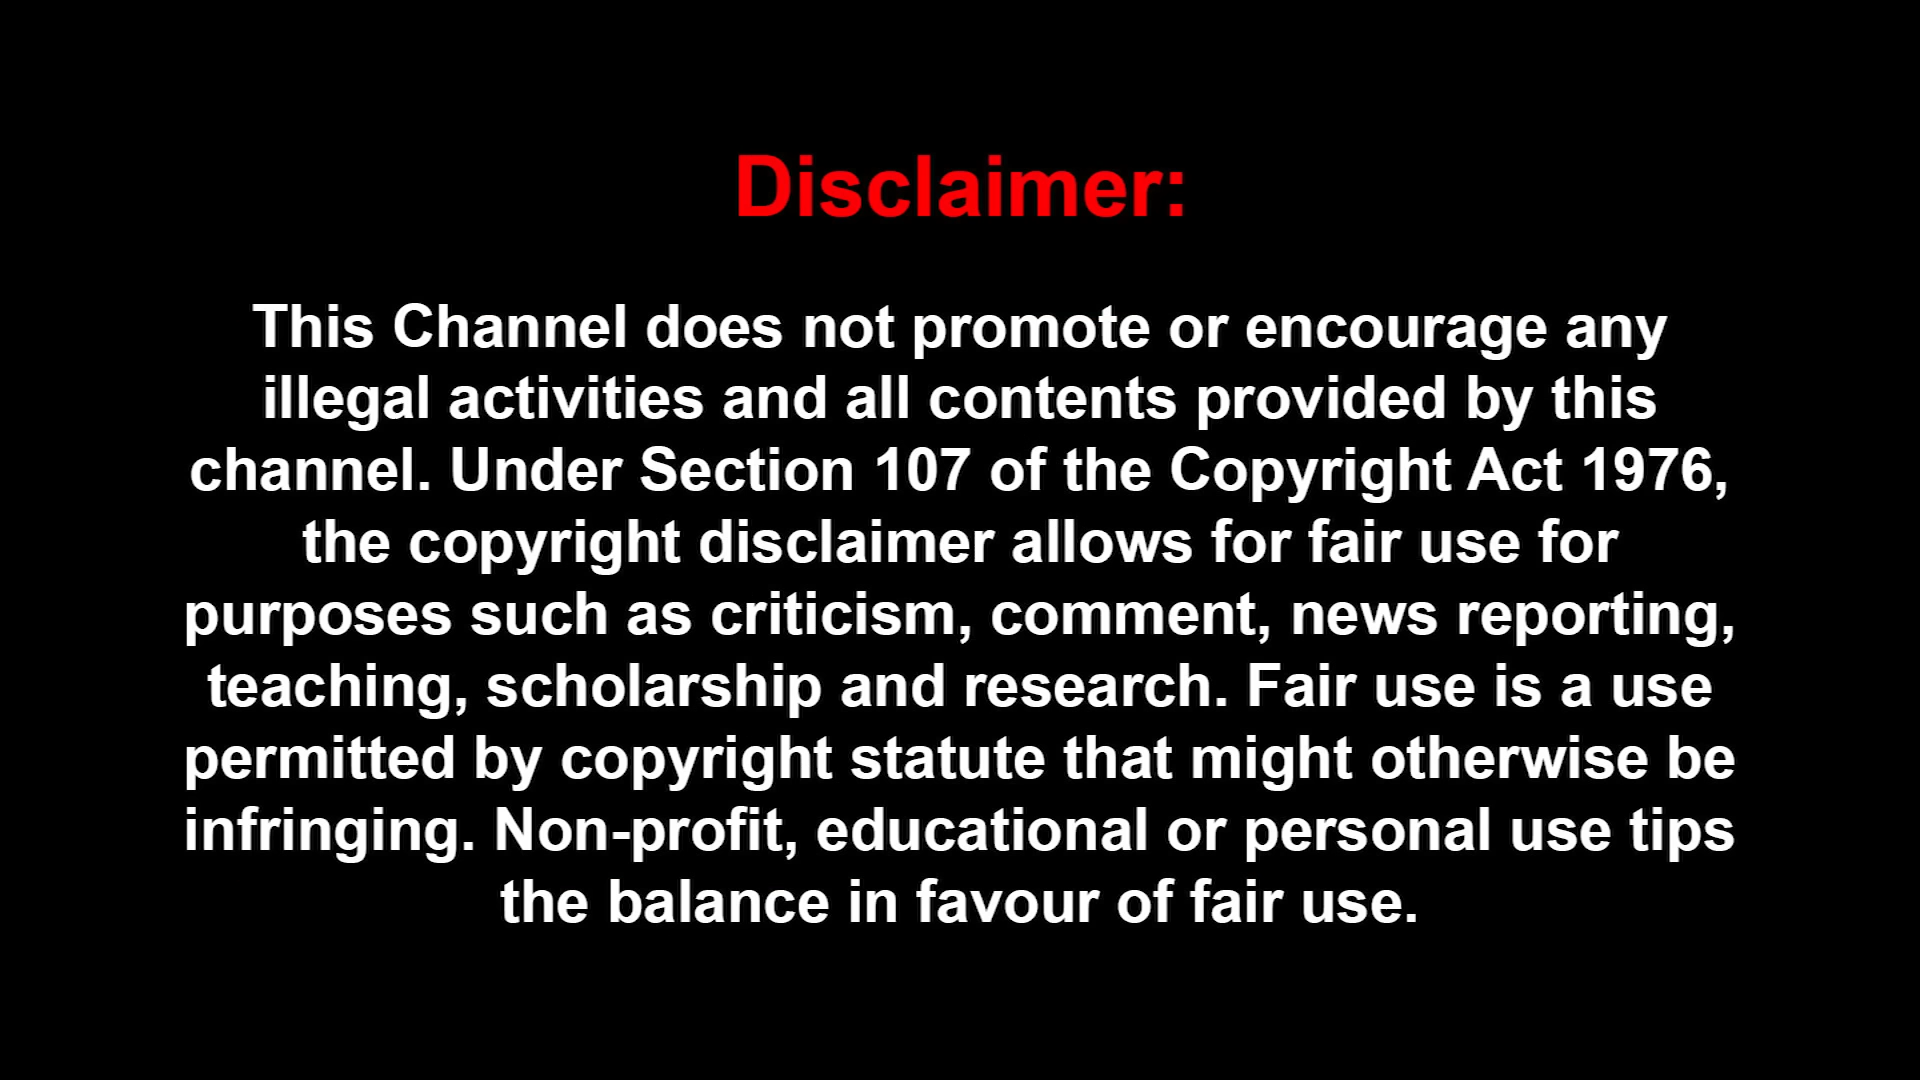 Disclaimer:
This Channel does not promote or encourage any
illegal activities and all contents provided by this
channel. Under Section 107 of the Copyright Act 1976,
the copyright disclaimer allows for fair use for
purposes such as criticism, comment, news reporting,
teaching, scholarship and research. Fair use is a use
permitted by copyright statute that might otherwise be
infringing. Non-profit, educational or personal use tips
the balance in favour of fair use.